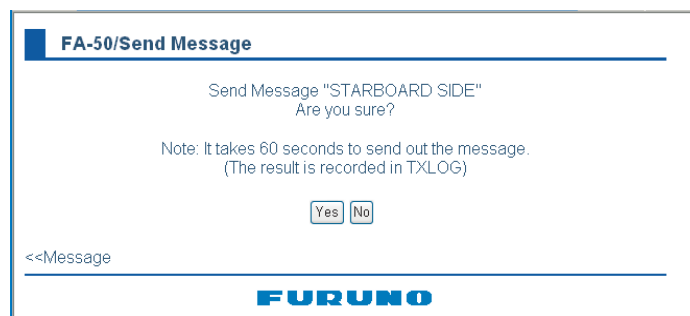 FA-50/Send Message
Send Message "STARBOARD SIDE"
Are you sure?
Note: It takes 60 seconds to send out the message.
(The result is recorded in TXLOG)
Yes No
<<Message
FURUNO